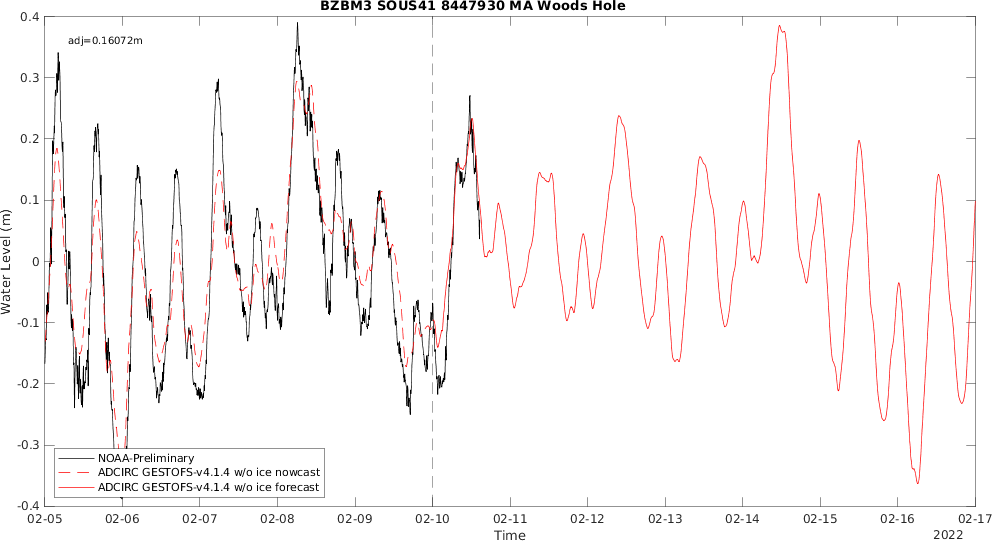 BZBM3 SOUS41 8447930 MA Woods Hole
adj=0.16072m
Water Level (m)
0.4
0.3
0.2
0.1
0
-0.1
-0.2
-0.3
-0.4
NOAA-Preliminary
ADCIRC GESTOFS-v4.1.4 w/o ice nowcast
ADCIRC GESTOFS-v4.1.4 w/o ice forecast
02-05 02-06 02-07 02-08 02-09 02-10 02-11 02-12 02-13 02-14 02-15 02-16 02-17
Time
2022